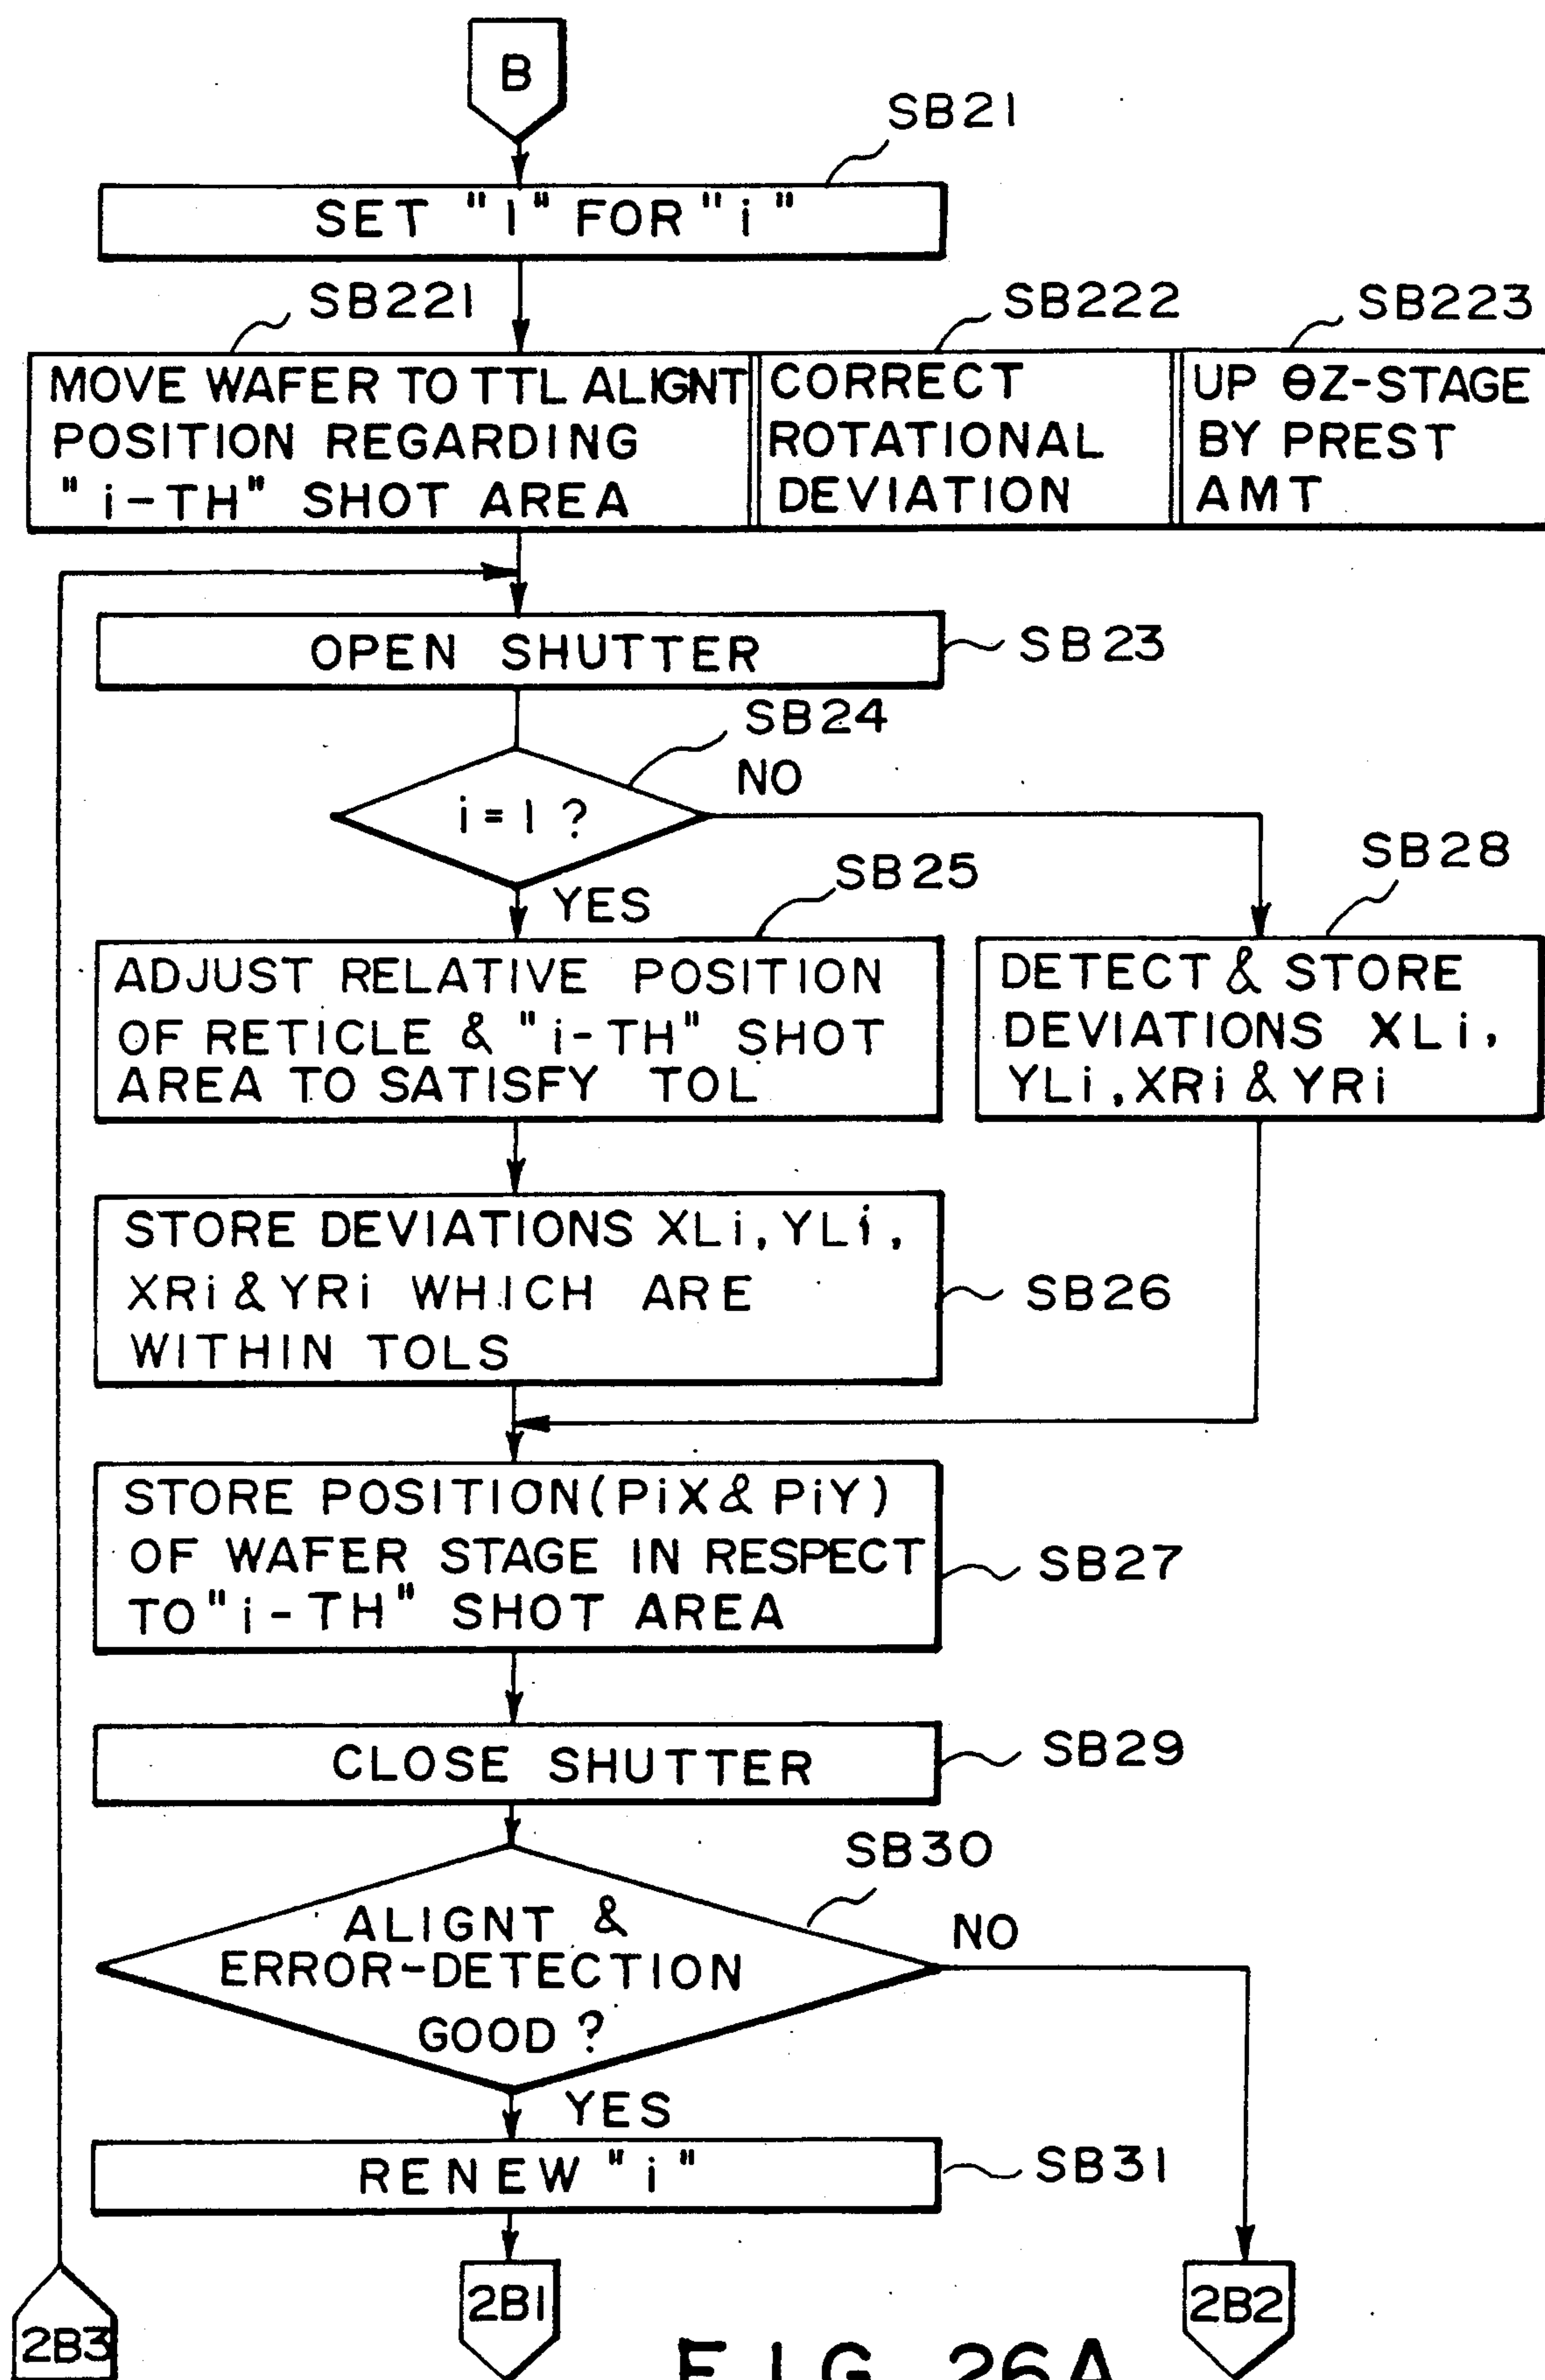 B
SB21
SET "1" FOR "i"
SB221
SB222
SB223
MOVE WAFER TO TTL ALIGNT
POSITION REGARDING
"i-TH" SHOT AREA
CORRECT
ROTATIONAL
DEVIATION
UP ΘZ-STAGE
BY PREST
AMT
OPEN SHUTTER
SB23
SB24
NO
i = 1 ?
SB25
SB28
YES
ADJUST RELATIVE POSITION
OF RETICLE & "i-TH" SHOT
AREA TO SATISFY TOL
DETECT & STORE
DEVIATIONS XLi,
YLi, XRi & YRi
STORE DEVIATIONS XLi, YLi,
XRi & YRi WHICH ARE
WITHIN TOLS
SB26
STORE POSITION (PiX & PiY)
OF WAFER STAGE IN RESPECT
TO "i-TH" SHOT AREA
SB27
CLOSE SHUTTER
SB29
SB30
NO
ALIGNT &
ERROR-DETECTION
GOOD ?
YES
RENEW "i"
SB31
2B3
2B1
2B2
FIG. 26A